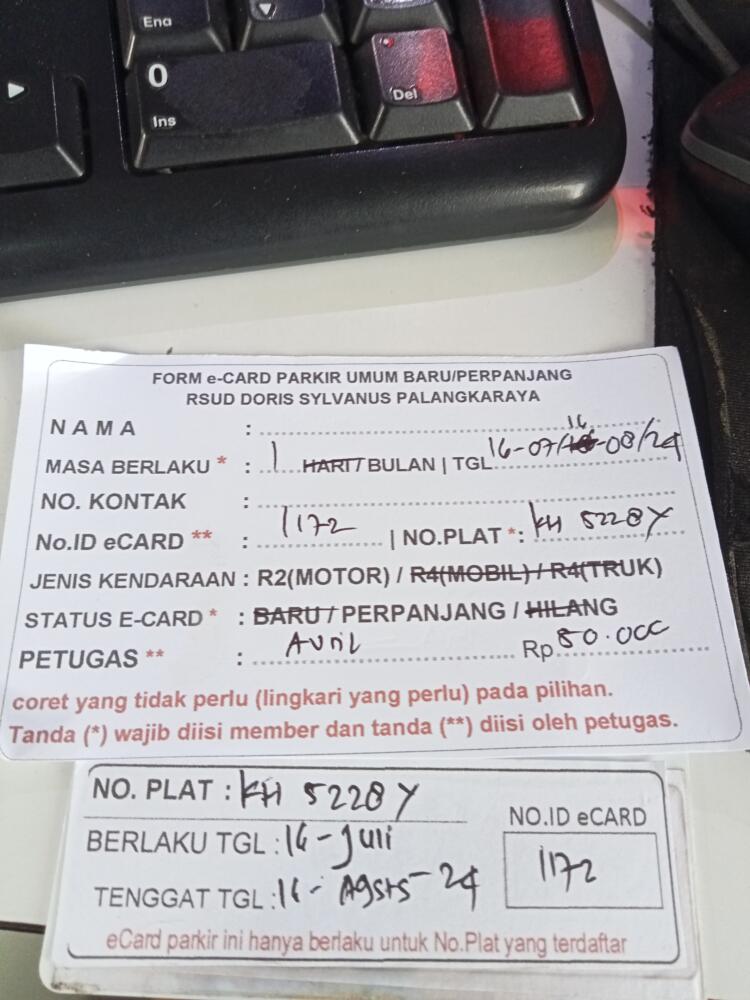 Ena
0
Ins
Del
FORM e-CARD PARKIR UMUM BARU/PERPANJANG
RSUD DORIS SYLVANUS PALANGKARAYA
NAMA :
MASA BERLAKU * : 1 HARI / BULAN | TGL 16-07/16-08/24
NO. KONTAK :
No.ID eCARD ** : 1172 | NO.PLAT *: KH 5228 Y
JENIS KENDARAAN : R2(MOTOR) / R4(MOBIL) / R4(TRUK)
STATUS E-CARD * : BARU / PERPANJANG / HILANG
PETUGAS ** : Avril Rp 80.000
coret yang tidak perlu (lingkari yang perlu) pada pilihan.
Tanda (*) wajib diisi member dan tanda (**) diisi oleh petugas.
NO. PLAT : KH 5228 Y
BERLAKU TGL : 16 - Juli
TENGGAT TGL : 16 - Agsts - 24
NO.ID eCARD
1172
eCard parkir ini hanya berlaku untuk No.Plat yang terdaftar